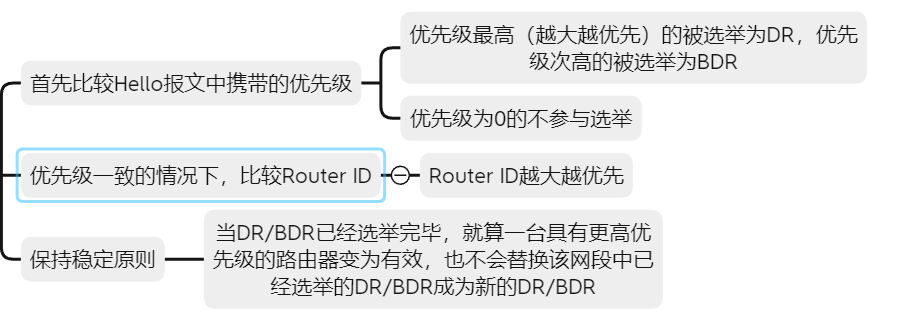 首先比较Hello报文中携带的优先级
优先级最高（越大越优先）的被选举为DR，优先
级次高的被选举为BDR
优先级为0的不参与选举
优先级一致的情况下，比较Router ID
Router ID越大越优先
保持稳定原则
当DR/BDR已经选举完毕，就算一台具有更高优
先级的路由器变为有效，也不会替换该网段中已
经选举的DR/BDR成为新的DR/BDR